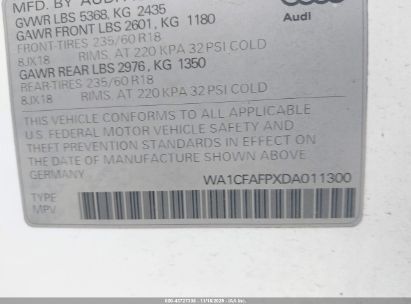 MFD. BY AUDI
GVWR LBS 5368, KG 2435
GAWR FRONT LBS 2601, KG 1180
FRONT-TIRES 235/60 R18
8JX18 RIMS, AT 220 KPA 32 PSI COLD
GAWR REAR LBS 2976, KG 1350
REAR-TIRES 235/60 R18
8JX18 RIMS, AT 220 KPA 32 PSI COLD
Audi
THIS VEHICLE CONFORMS TO ALL APPLICABLE
U.S. FEDERAL MOTOR VEHICLE SAFETY AND
THEFT PREVENTION STANDARDS IN EFFECT ON
THE DATE OF MANUFACTURE SHOWN ABOVE.
GERMANY
WA1CFAFPXDA011300
TYPE
MPV